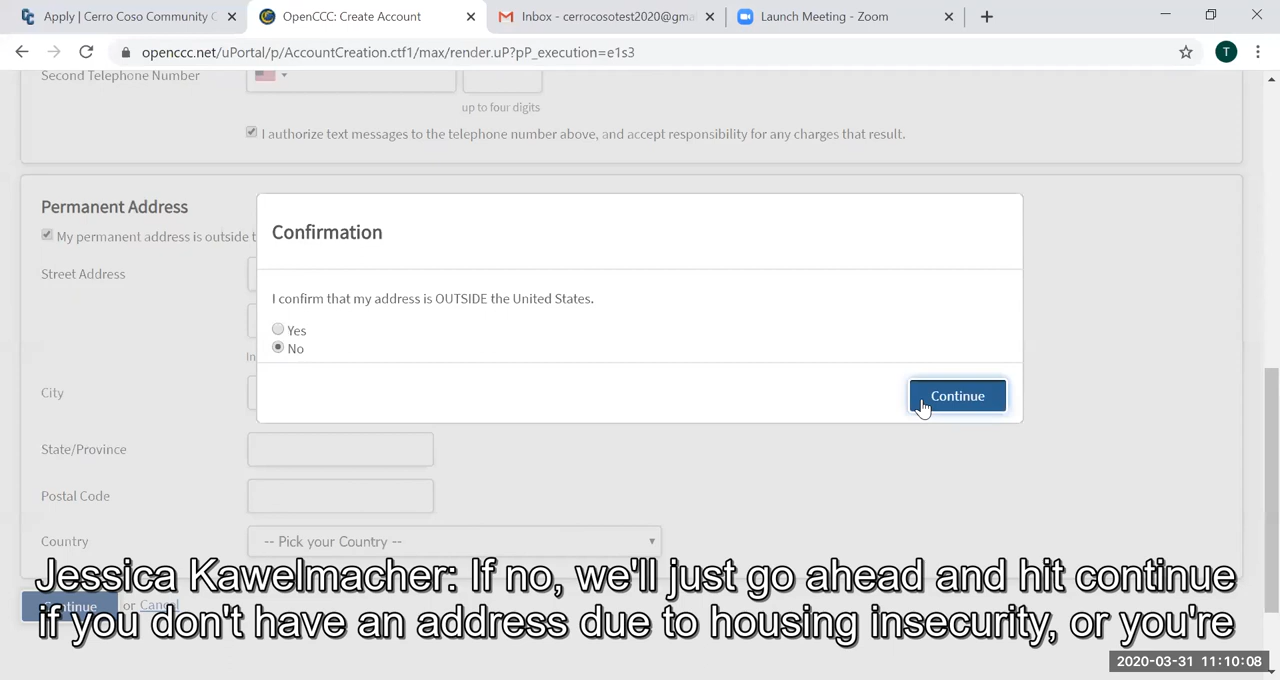 Apply | Cerro Coso Community C
OpenCCC: Create Account
Inbox - cerrocosotest2020@gma
Launch Meeting - Zoom
openccc.net/uPortal/p/AccountCreation.ctf1/max/render.uP?pP_execution=e1s3
T
Second Telephone Number
up to four digits
I authorize text messages to the telephone number above, and accept responsibility for any charges that result.
Permanent Address
My permanent address is outside t
Confirmation
I confirm that my address is OUTSIDE the United States.
Yes
No
Continue
Street Address
In
City
State/Province
Postal Code
Country
-- Pick your Country --
Continue or Cancel
Jessica Kawelmacher: If no, we'll just go ahead and hit continue
if you don't have an address due to housing insecurity, or you're
2020-03-31 11:10:08